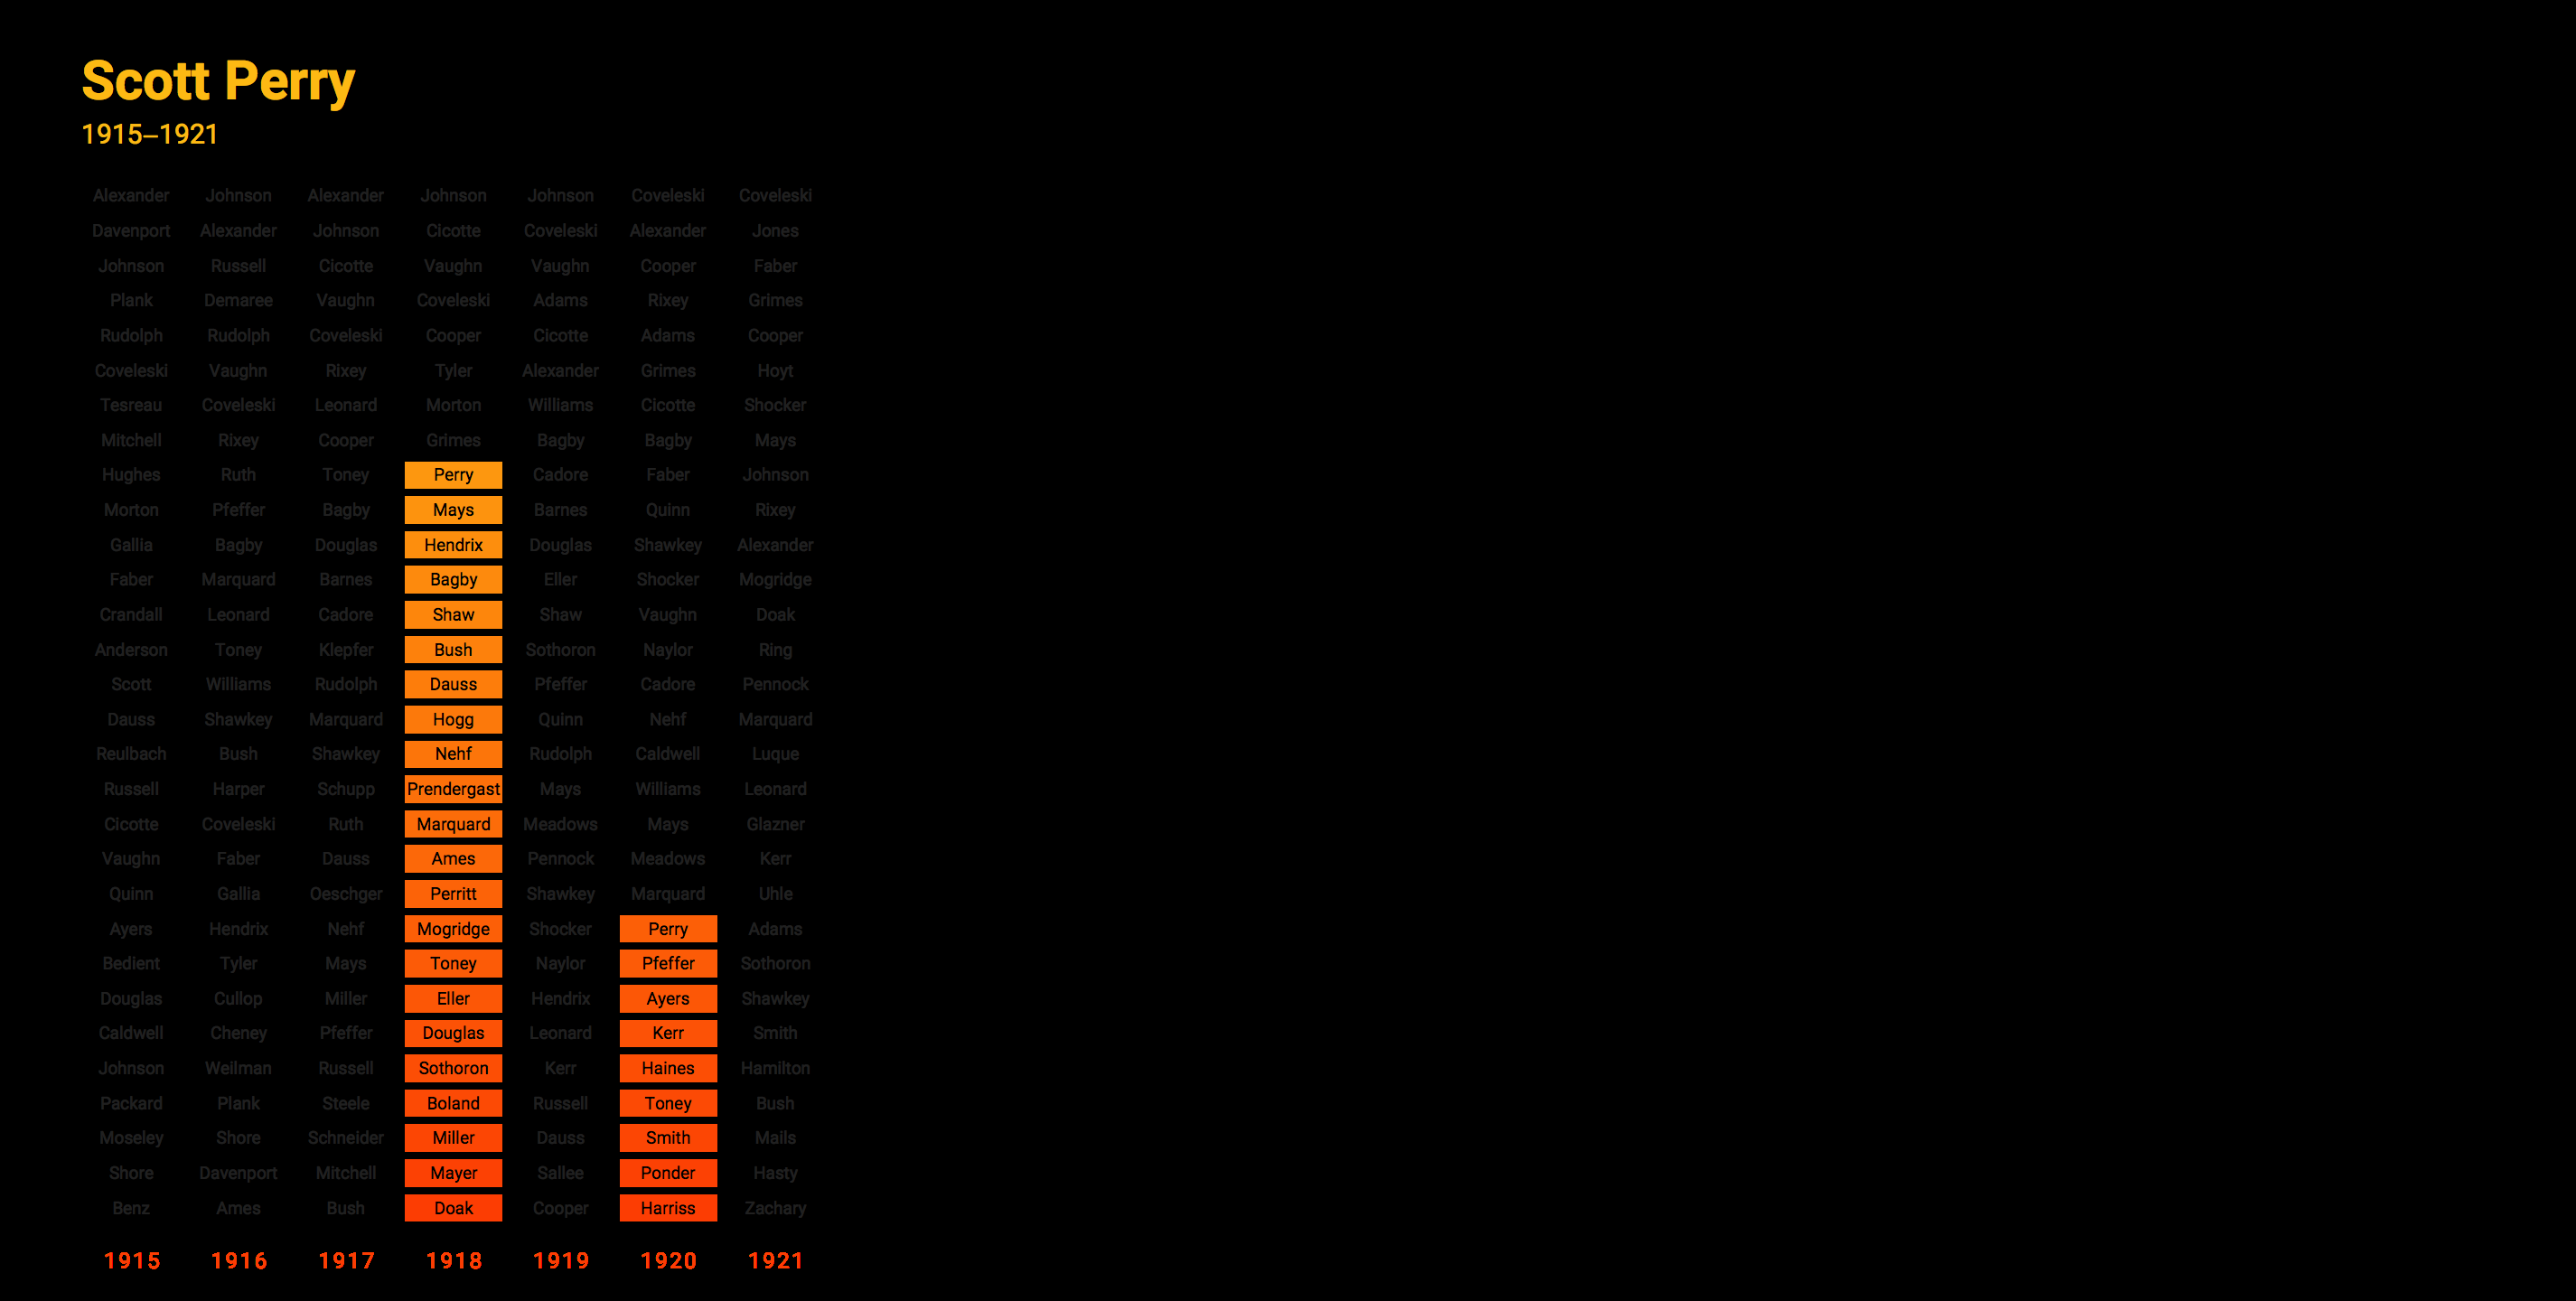 Scott Perry
1915–1921
Alexander Johnson Alexander Johnson Johnson Coveleski Coveleski
Davenport Alexander Johnson Cicotte Coveleski Alexander Jones
Johnson Russell Cicotte Vaughn Vaughn Cooper Faber
Plank Demaree Vaughn Coveleski Adams Rixey Grimes
Rudolph Rudolph Coveleski Cooper Cicotte Adams Cooper
Coveleski Vaughn Rixey Tyler Alexander Grimes Hoyt
Tesreau Coveleski Leonard Morton Williams Cicotte Shocker
Mitchell Rixey Cooper Grimes Bagby Bagby Mays
Hughes Ruth Toney Perry Cadore Faber Johnson
Morton Pfeffer Bagby Mays Barnes Quinn Rixey
Gallia Bagby Douglas Hendrix Douglas Shawkey Alexander
Faber Marquard Barnes Bagby Eller Shocker Mogridge
Crandall Leonard Cadore Shaw Shaw Vaughn Doak
Anderson Toney Klepfer Bush Sothoron Naylor Ring
Scott Williams Rudolph Dauss Pfeffer Cadore Pennock
Dauss Shawkey Marquard Hogg Quinn Nehf Marquard
Reulbach Bush Shawkey Nehf Rudolph Caldwell Luque
Russell Harper Schupp Prendergast Mays Williams Leonard
Cicotte Coveleski Ruth Marquard Meadows Mays Glazner
Vaughn Faber Dauss Ames Pennock Meadows Kerr
Quinn Gallia Oeschger Perritt Shawkey Marquard Uhle
Ayers Hendrix Nehf Mogridge Shocker Perry Adams
Bedient Tyler Mays Toney Naylor Pfeffer Sothoron
Douglas Cullop Miller Eller Hendrix Ayers Shawkey
Caldwell Cheney Pfeffer Douglas Leonard Kerr Smith
Johnson Weilman Russell Sothoron Kerr Haines Hamilton
Packard Plank Steele Boland Russell Toney Bush
Moseley Shore Schneider Miller Dauss Smith Mails
Shore Davenport Mitchell Mayer Sallee Ponder Hasty
Benz Ames Bush Doak Cooper Harriss Zachary
1915 1916 1917 1918 1919 1920 1921